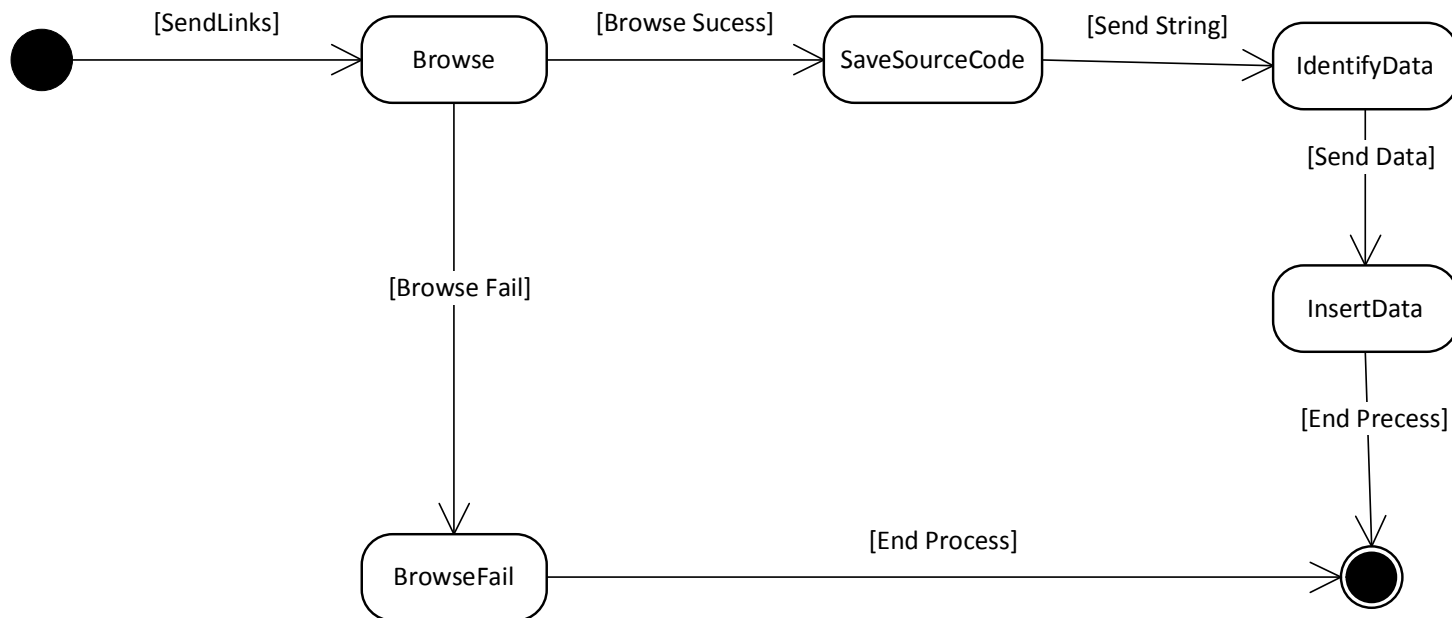 [SendLinks]
[Browse Sucess]
[Send String]
Browse
SaveSourceCode
IdentifyData
[Send Data]
[Browse Fail]
InsertData
[End Precess]
[End Process]
BrowseFail